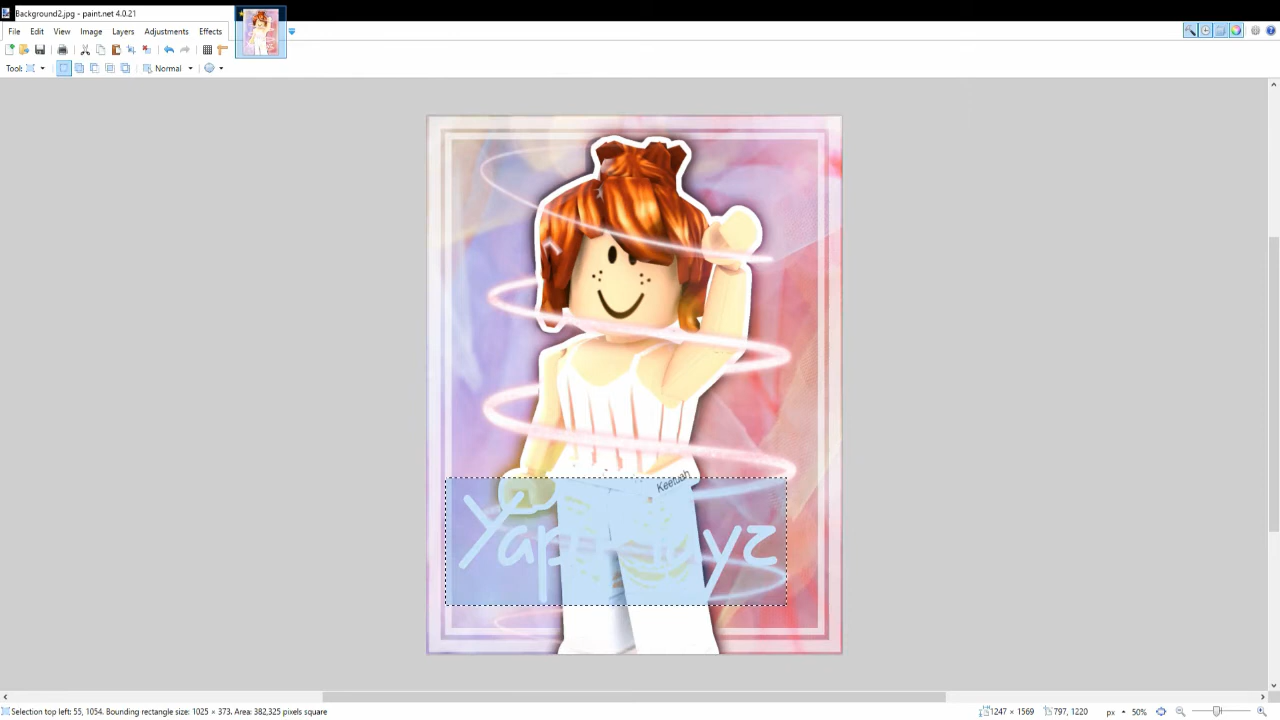 Background2.jpg - paint.net 4.0.21
File Edit View Image Layers Adjustments Effects
Tool: Normal
Keeluah
Selection top left: 55, 1054. Bounding rectangle size: 1025 × 373. Area: 382,325 pixels square
1247 × 1569 797, 1220 px 50%